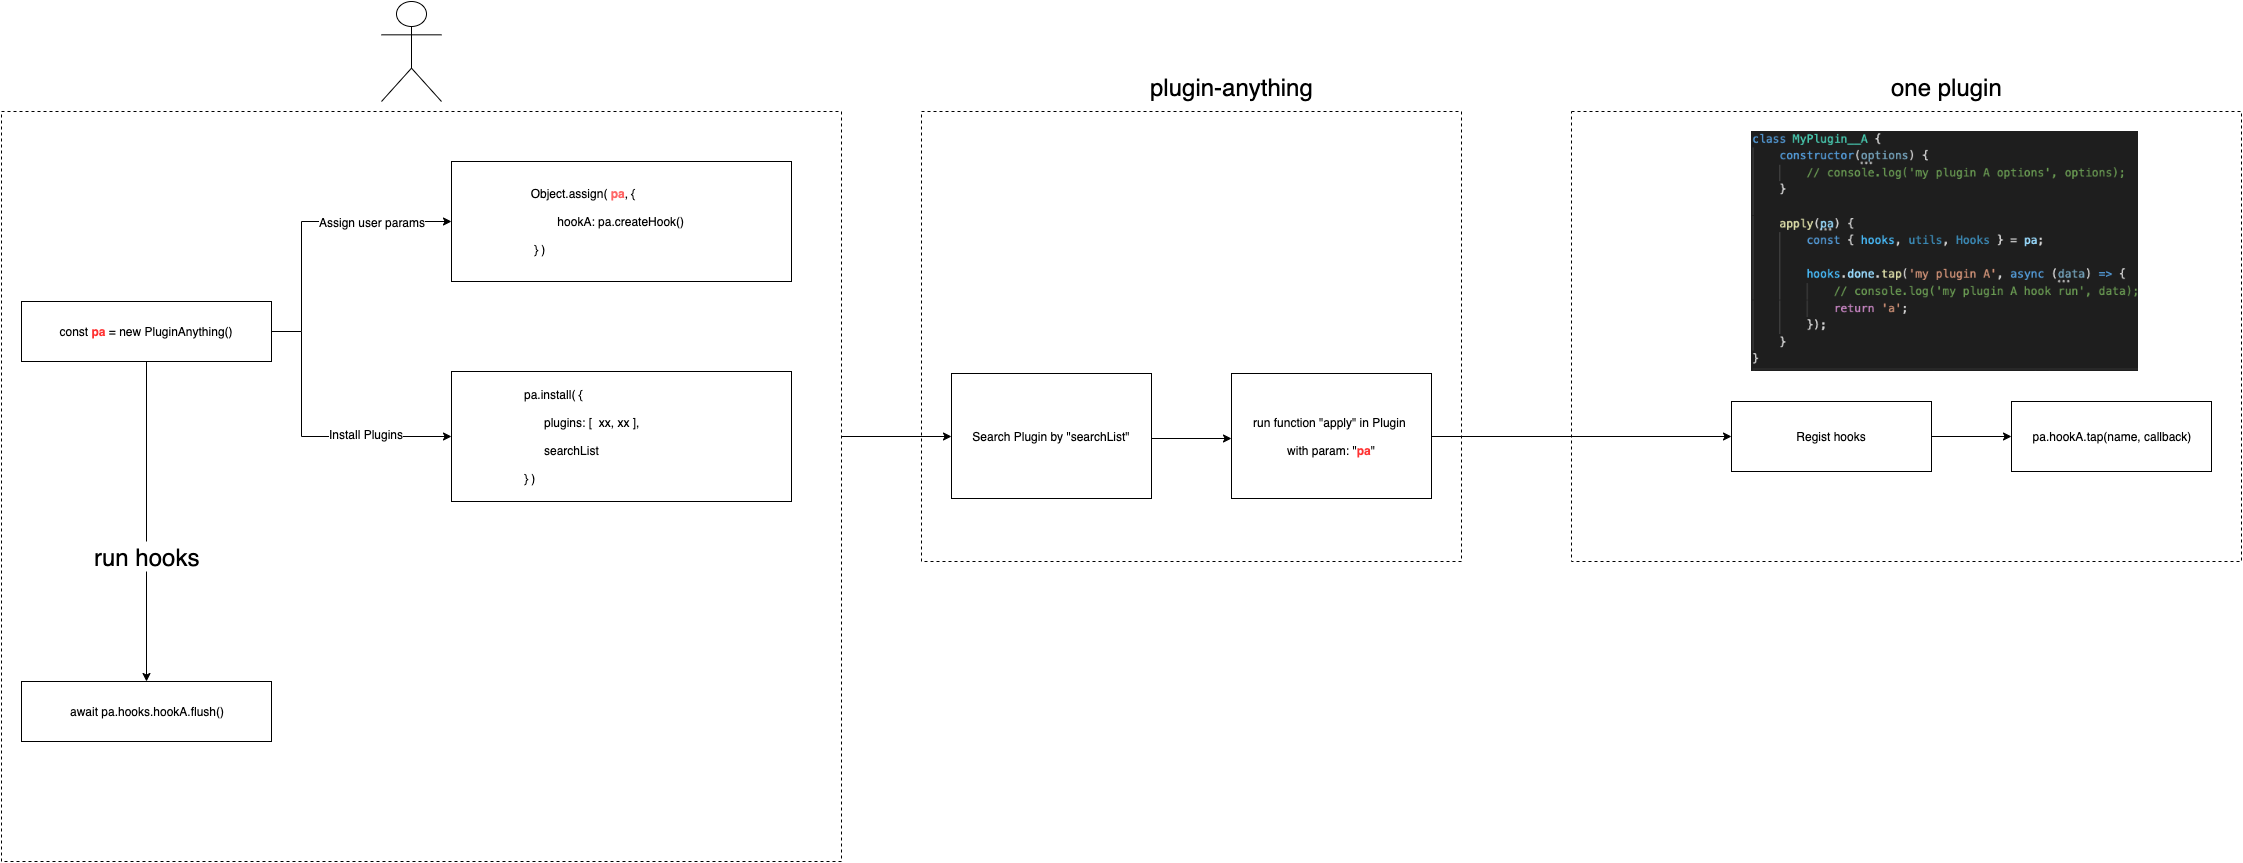 Object.assign( pa, {
hookA: pa.createHook()
})
Assign user params
const pa = new PluginAnything()
Install Plugins
pa.install( {
plugins: [  xx, xx ],
searchList
})
run hooks
await pa.hooks.hookA.flush()
plugin-anything
Search Plugin by "searchList"
run function "apply" in Plugin
with param: "pa"
one plugin
class MyPlugin__A {
    constructor(options) {
        // console.log('my plugin A options', options);
    }

    apply(pa) {
        const { hooks, utils, Hooks } = pa;

        hooks.done.tap('my plugin A', async (data) => {
            // console.log('my plugin A hook run', data);
            return 'a';
        });
    }
}
Regist hooks
pa.hookA.tap(name, callback)